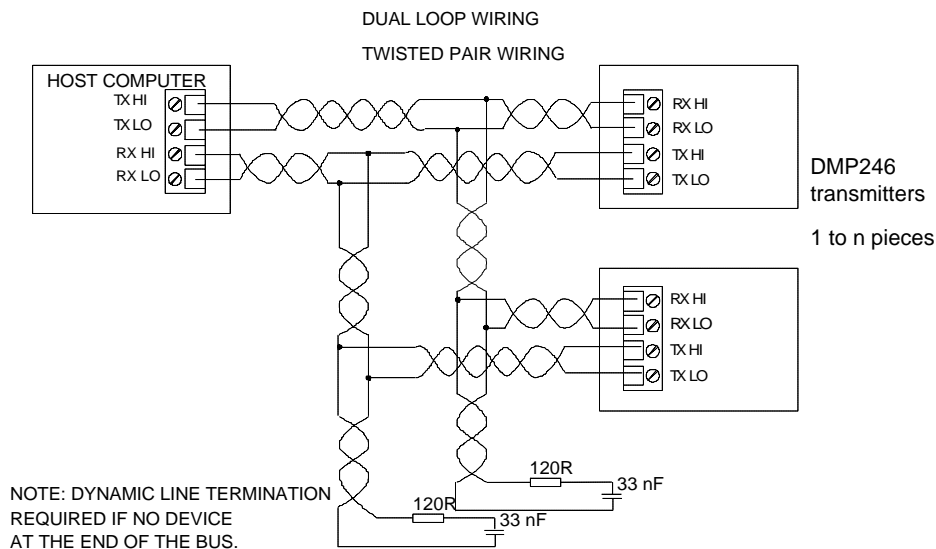 DUAL LOOP WIRING
TWISTED PAIR WIRING
HOST COMPUTER
TX HI
TX LO
RX HI
RX LO
RX HI
RX LO
TX HI
TX LO
DMP246
transmitters
1 to n pieces
RX HI
RX LO
TX HI
TX LO
120R
33 nF
120R
33 nF
NOTE: DYNAMIC LINE TERMINATION
REQUIRED IF NO DEVICE
AT THE END OF THE BUS.